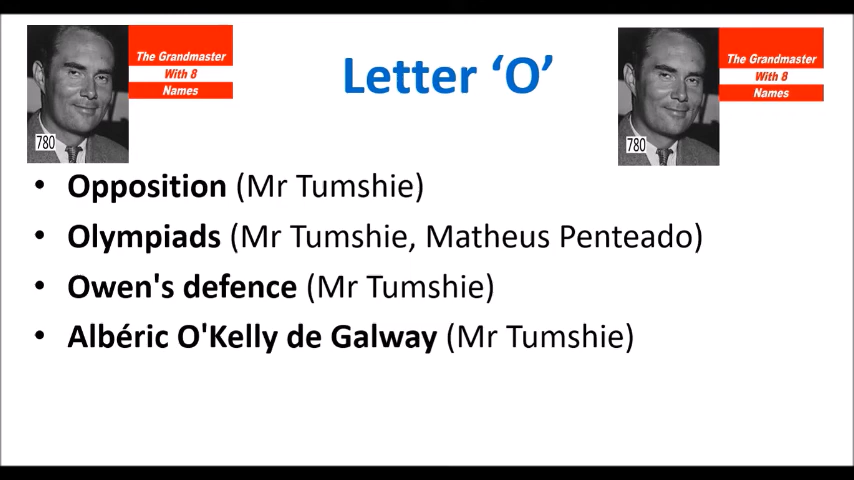 The Grandmaster
With 8
Names
780
Letter ‘O’
The Grandmaster
With 8
Names
780
• Opposition (Mr Tumshie)
• Olympiads (Mr Tumshie, Matheus Penteado)
• Owen's defence (Mr Tumshie)
• Albéric O'Kelly de Galway (Mr Tumshie)